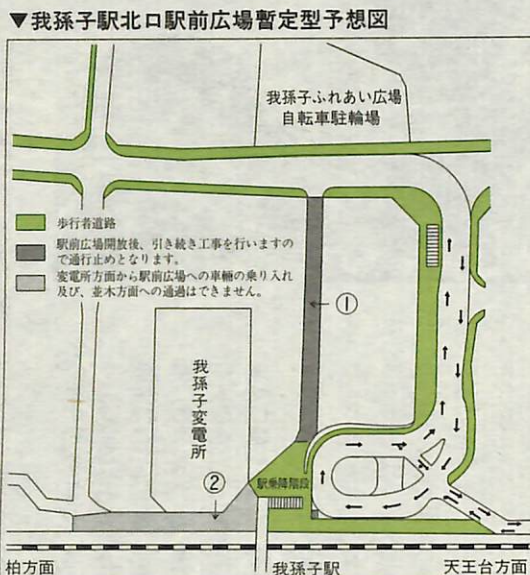 ▼我孫子駅北口駅前広場暫定型予想図
我孫子ふれあい広場
自転車駐輪場
歩行者道路
駅前広場開放後、引き続き工事を行いますの
で通行止めとなります。
変電所方面から駅前広場への車輛の乗り入れ
及び、並木方面への通過はできません。
①
我孫子変電所
②
駅乗降階段
柏方面
我孫子駅
天王台方面